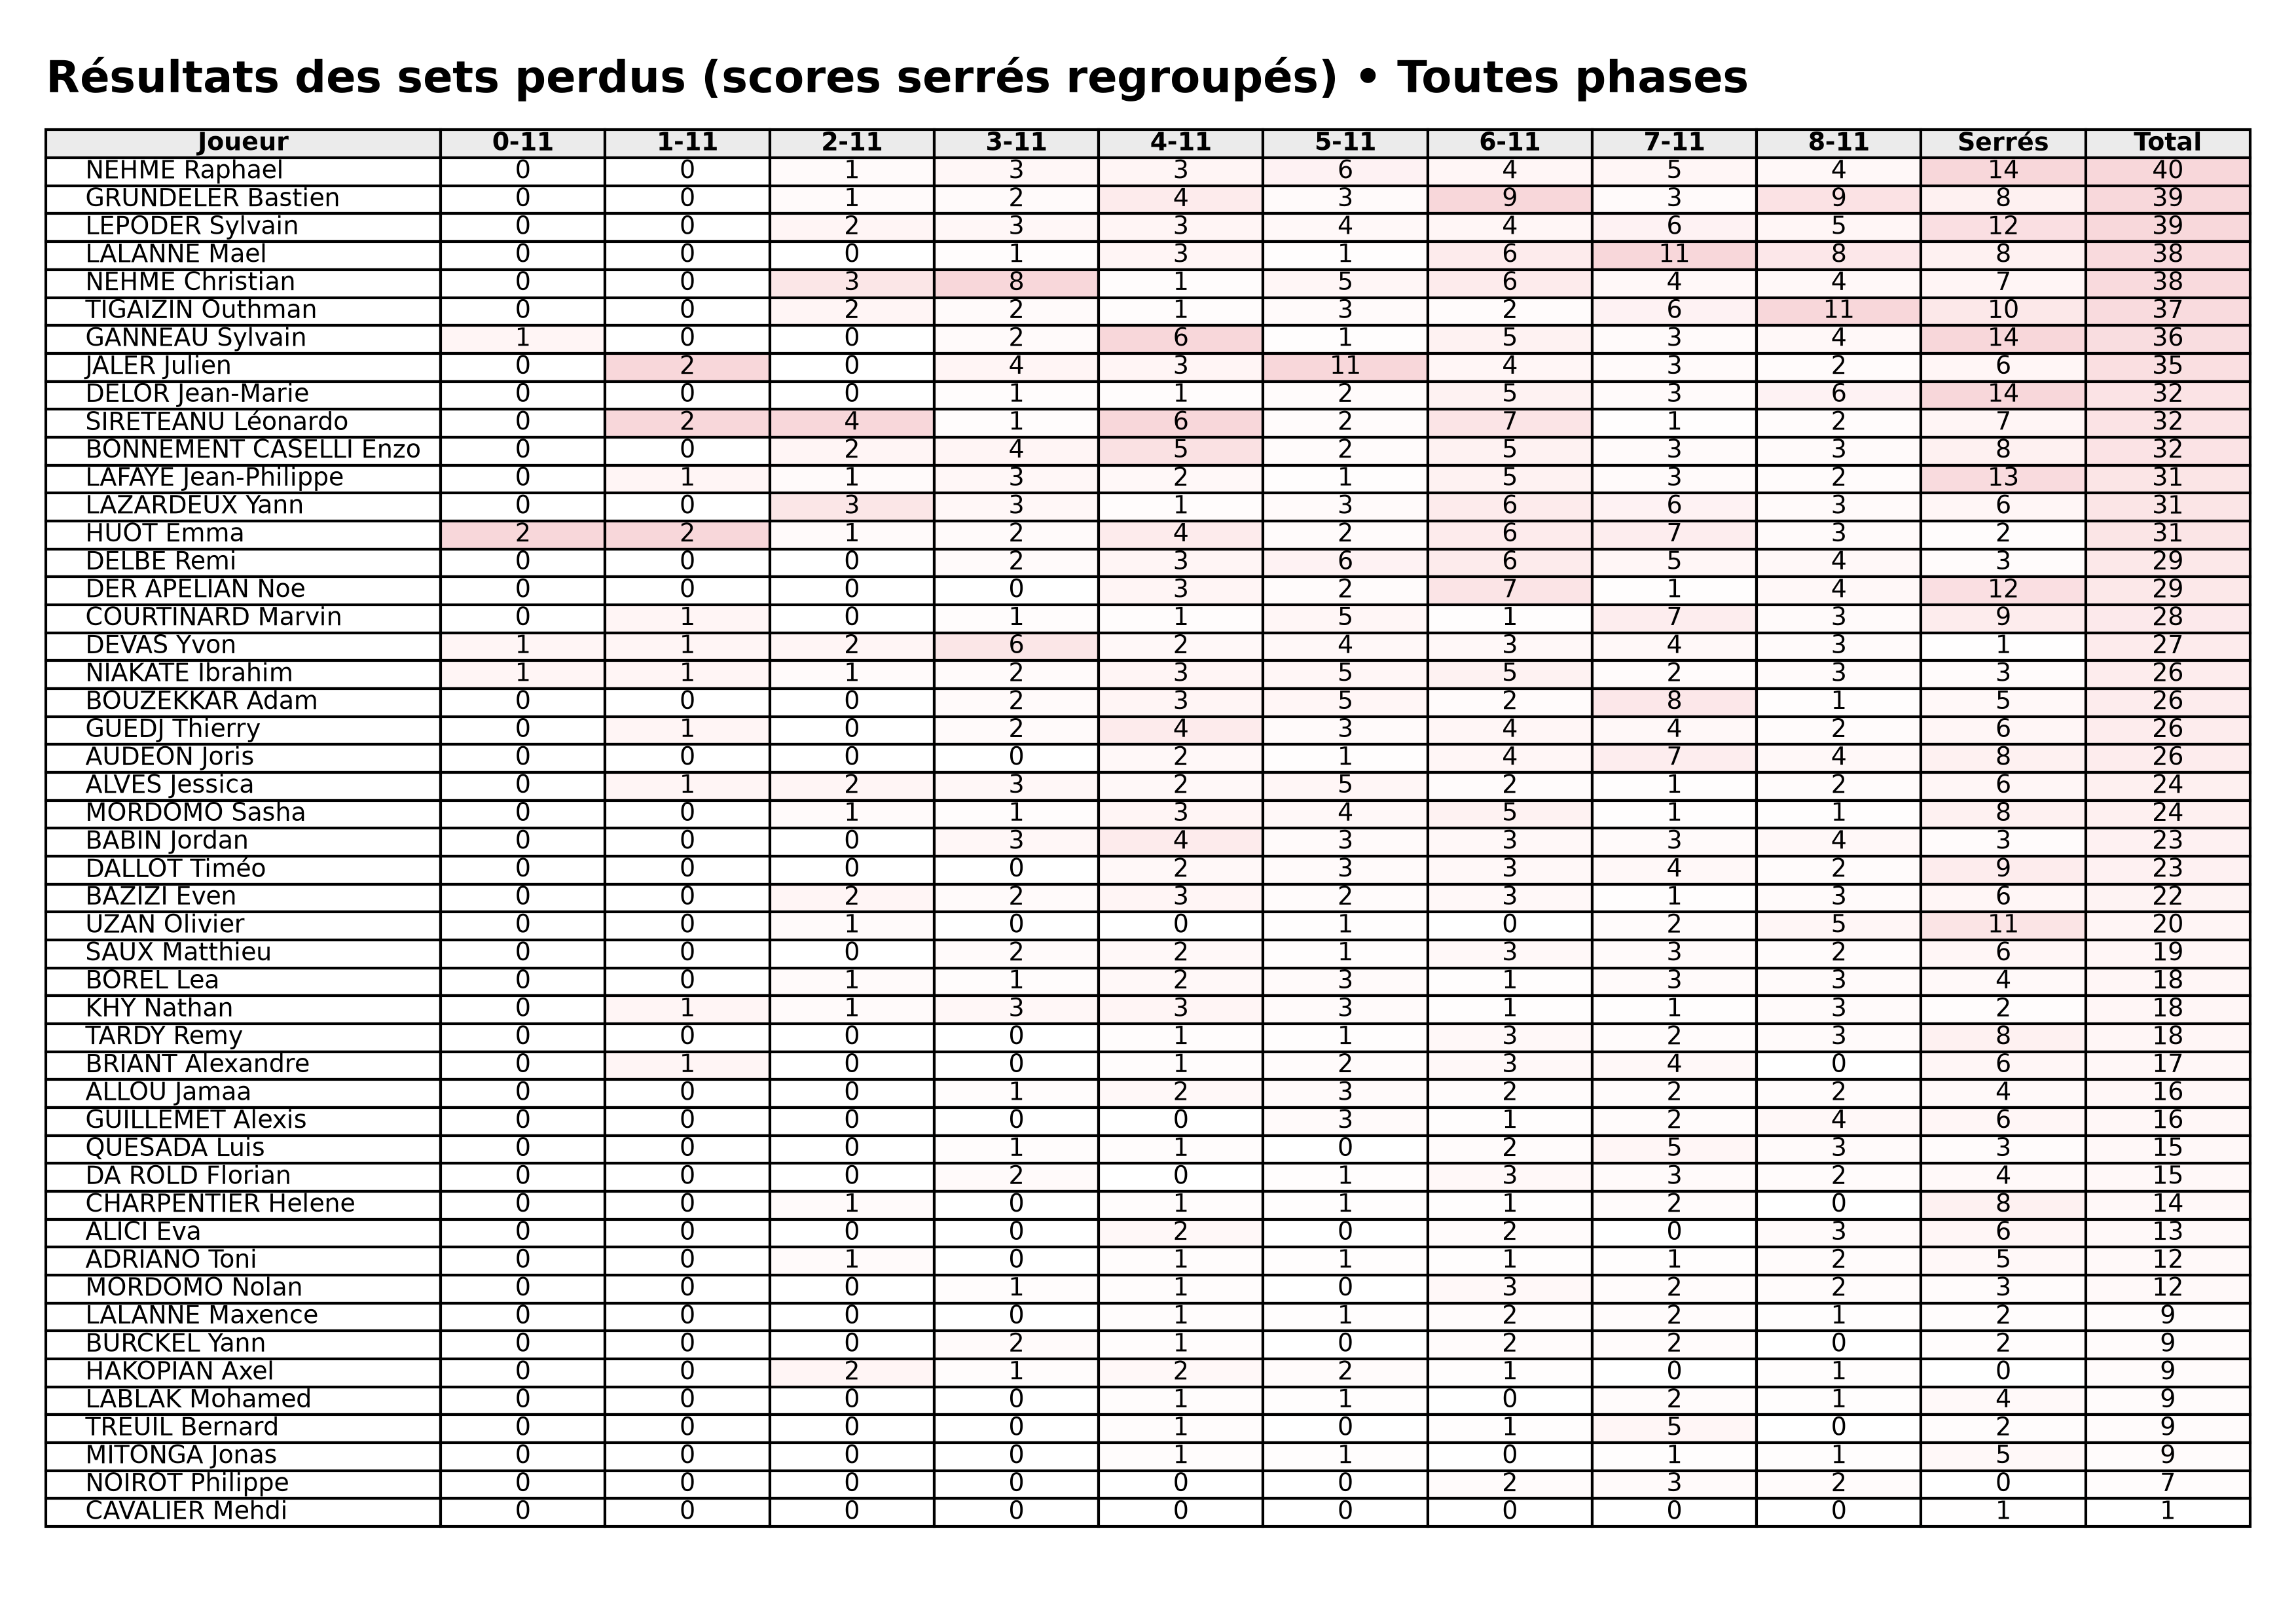 Résultats des sets perdus (scores serrés regroupés) • Toutes phases
Joueur 0-11 1-11 2-11 3-11 4-11 5-11 6-11 7-11 8-11 Serrés Total
NEHME Raphael 0 0 1 3 3 6 4 5 4 14 40
GRUNDELER Bastien 0 0 1 2 4 3 9 3 9 8 39
LEPODER Sylvain 0 0 2 3 3 4 4 6 5 12 39
LALANNE Mael 0 0 0 1 3 1 6 11 8 8 38
NEHME Christian 0 0 3 8 1 5 6 4 4 7 38
TIGAIZIN Outhman 0 0 2 2 1 3 2 6 11 10 37
GANNEAU Sylvain 1 0 0 2 6 1 5 3 4 14 36
JALER Julien 0 2 0 4 3 11 4 3 2 6 35
DELOR Jean-Marie 0 0 0 1 1 2 5 3 6 14 32
SIRETEANU Léonardo 0 2 4 1 6 2 7 1 2 7 32
BONNEMENT CASELLI Enzo 0 0 2 4 5 2 5 3 3 8 32
LAFAYE Jean-Philippe 0 1 1 3 2 1 5 3 2 13 31
LAZARDEUX Yann 0 0 3 3 1 3 6 6 3 6 31
HUOT Emma 2 2 1 2 4 2 6 7 3 2 31
DELBE Remi 0 0 0 2 3 6 6 5 4 3 29
DER APELIAN Noe 0 0 0 0 3 2 7 1 4 12 29
COURTINARD Marvin 0 1 0 1 1 5 1 7 3 9 28
DEVAS Yvon 1 1 2 6 2 4 3 4 3 1 27
NIAKATE Ibrahim 1 1 1 2 3 5 5 2 3 3 26
BOUZEKKAR Adam 0 0 0 2 3 5 2 8 1 5 26
GUEDJ Thierry 0 1 0 2 4 3 4 4 2 6 26
AUDEON Joris 0 0 0 0 2 1 4 7 4 8 26
ALVES Jessica 0 1 2 3 2 5 2 1 2 6 24
MORDOMO Sasha 0 0 1 1 3 4 5 1 1 8 24
BABIN Jordan 0 0 0 3 4 3 3 3 4 3 23
DALLOT Timéo 0 0 0 0 2 3 3 4 2 9 23
BAZIZI Even 0 0 2 2 3 2 3 1 3 6 22
UZAN Olivier 0 0 1 0 0 1 0 2 5 11 20
SAUX Matthieu 0 0 0 2 2 1 3 3 2 6 19
BOREL Lea 0 0 1 1 2 3 1 3 3 4 18
KHY Nathan 0 1 1 3 3 3 1 1 3 2 18
TARDY Remy 0 0 0 0 1 1 3 2 3 8 18
BRIANT Alexandre 0 1 0 0 1 2 3 4 0 6 17
ALLOU Jamaa 0 0 0 1 2 3 2 2 2 4 16
GUILLEMET Alexis 0 0 0 0 0 3 1 2 4 6 16
QUESADA Luis 0 0 0 1 1 0 2 5 3 3 15
DA ROLD Florian 0 0 0 2 0 1 3 3 2 4 15
CHARPENTIER Helene 0 0 1 0 1 1 1 2 0 8 14
ALICI Eva 0 0 0 0 2 0 2 0 3 6 13
ADRIANO Toni 0 0 1 0 1 1 1 1 2 5 12
MORDOMO Nolan 0 0 0 1 1 0 3 2 2 3 12
LALANNE Maxence 0 0 0 0 1 1 2 2 1 2 9
BURCKEL Yann 0 0 0 2 1 0 2 2 0 2 9
HAKOPIAN Axel 0 0 2 1 2 2 1 0 1 0 9
LABLAK Mohamed 0 0 0 0 1 1 0 2 1 4 9
TREUIL Bernard 0 0 0 0 1 0 1 5 0 2 9
MITONGA Jonas 0 0 0 0 1 1 0 1 1 5 9
NOIROT Philippe 0 0 0 0 0 0 2 3 2 0 7
CAVALIER Mehdi 0 0 0 0 0 0 0 0 0 1 1